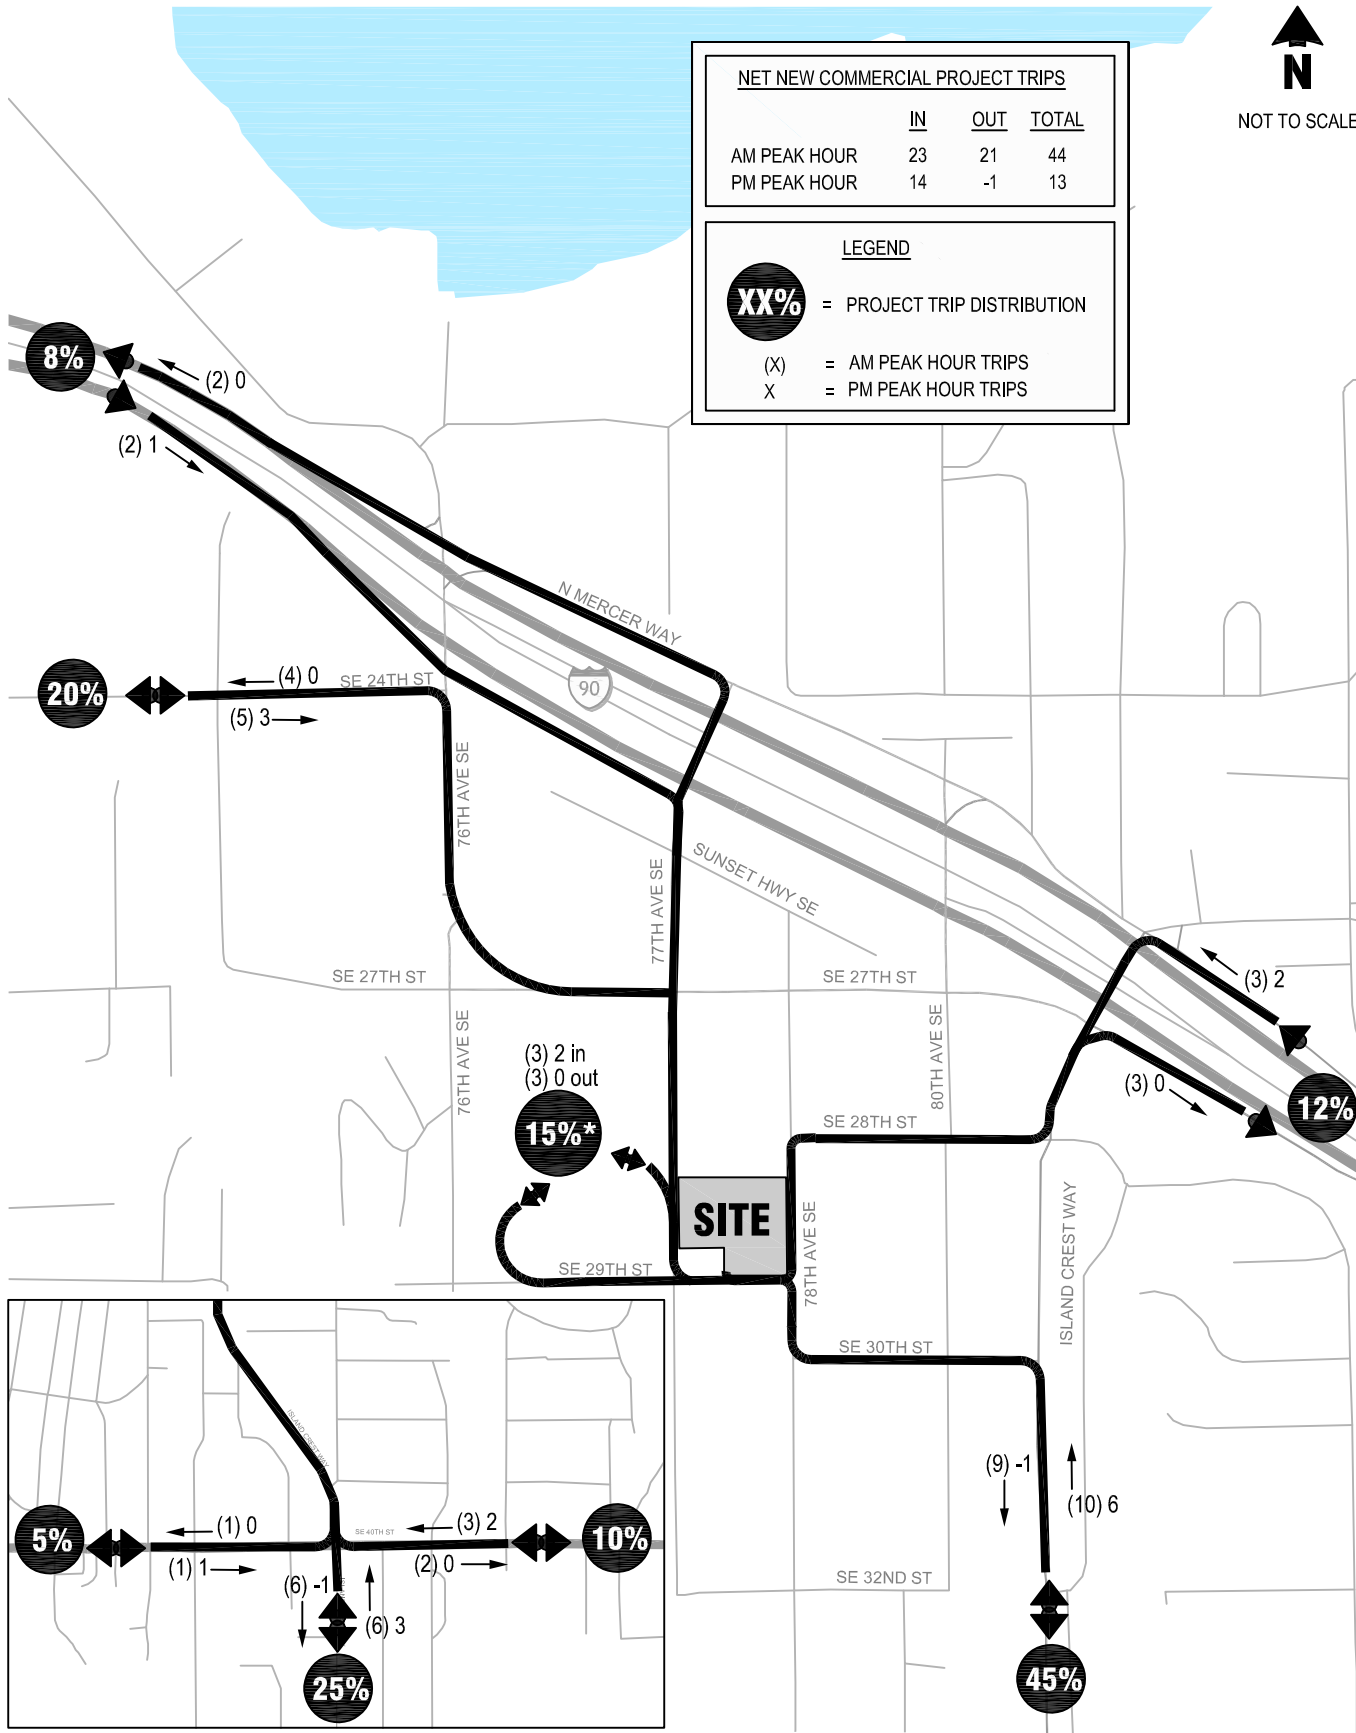 NET NEW COMMERCIAL PROJECT TRIPS
IN OUT TOTAL
AM PEAK HOUR 23 21 44
PM PEAK HOUR 14 -1 13
LEGEND
XX% = PROJECT TRIP DISTRIBUTION
(X) = AM PEAK HOUR TRIPS
X = PM PEAK HOUR TRIPS
N
NOT TO SCALE
8%
(2) 0
(2) 1
N MERCER WAY
90
20%
(4) 0
SE 24TH ST
(5) 3
76TH AVE SE
77TH AVE SE
SUNSET HWY SE
SE 27TH ST
SE 27TH ST
(3) 2
76TH AVE SE
80TH AVE SE
(3) 2 in
(3) 0 out
15%*
(3) 0
12%
SE 28TH ST
SITE
78TH AVE SE
ISLAND CREST WAY
SE 29TH ST
SE 30TH ST
(9) -1
(10) 6
SE 32ND ST
45%
ISLAND CREST WAY
5%
(1) 0
(1) 1
SE 40TH ST
(3) 2
(2) 0
10%
(6) -1
(6) 3
25%